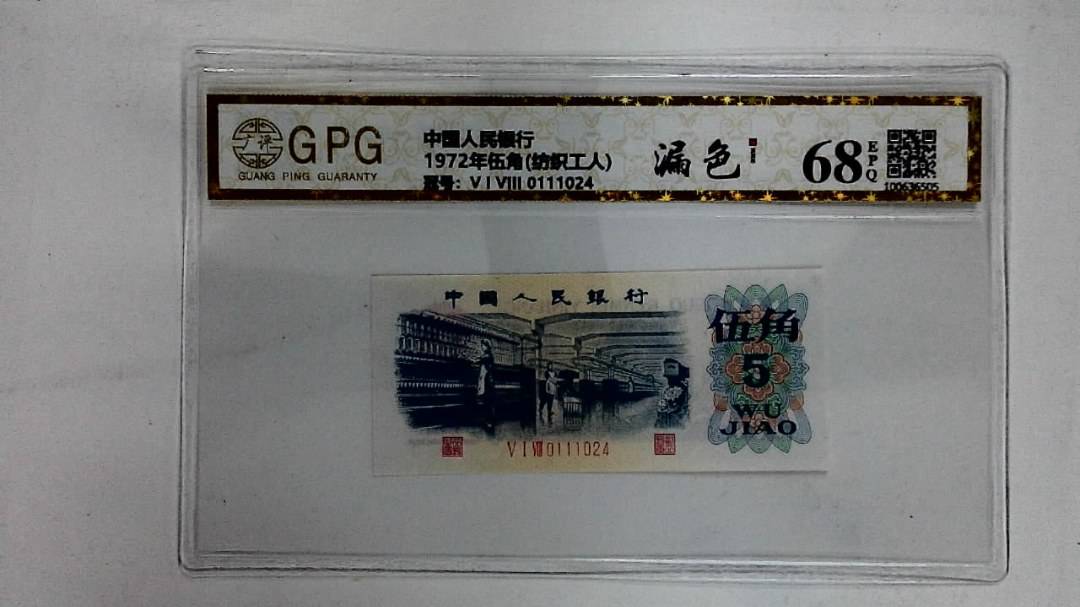 广评
GPG
GUANG PING GUARANTY
中国人民银行
1972年伍角(纺织工人)
冠号: V I VIII 0111024
漏色
68
EPQ
100636505
中國人民銀行
伍角
5
WU
JIAO
V I VIII 0111024